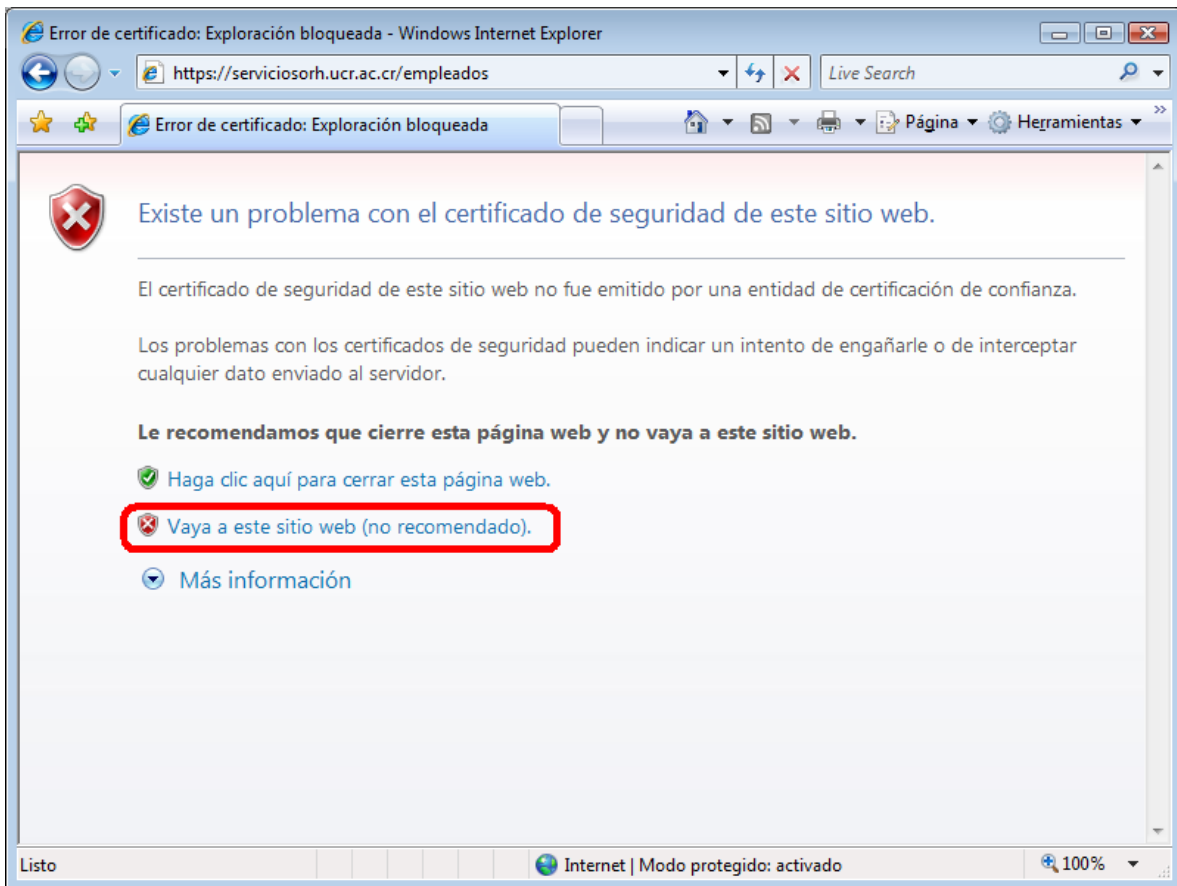 Error de certificado: Exploración bloqueada - Windows Internet Explorer
https://serviciosorh.ucr.ac.cr/empleados
Live Search
Error de certificado: Exploración bloqueada
Página
Herramientas
Existe un problema con el certificado de seguridad de este sitio web.
El certificado de seguridad de este sitio web no fue emitido por una entidad de certificación de confianza.
Los problemas con los certificados de seguridad pueden indicar un intento de engañarle o de interceptar
cualquier dato enviado al servidor.
Le recomendamos que cierre esta página web y no vaya a este sitio web.
Haga clic aquí para cerrar esta página web.
Vaya a este sitio web (no recomendado).
Más información
Listo
Internet | Modo protegido: activado
100%